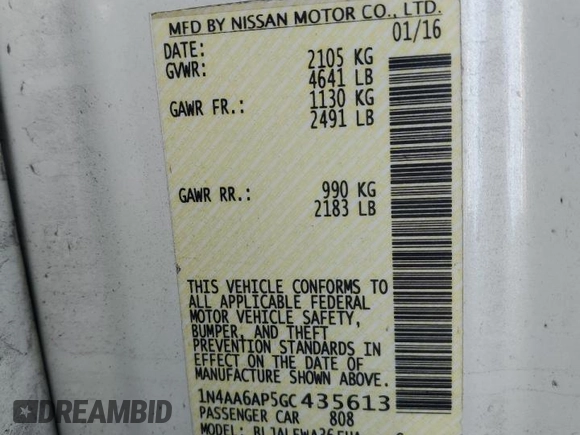 MFD BY NISSAN MOTOR CO., LTD.
DATE: 01/16
GVWR: 2105 KG
4641 LB
GAWR FR.: 1130 KG
2491 LB
GAWR RR.: 990 KG
2183 LB
THIS VEHICLE CONFORMS TO
ALL APPLICABLE FEDERAL
MOTOR VEHICLE SAFETY,
BUMPER, AND THEFT
PREVENTION STANDARDS IN
EFFECT ON THE DATE OF
MANUFACTURE SHOWN ABOVE.
1N4AA6AP5GC435613
PASSENGER CAR 808
MODEL:
DREAMBID